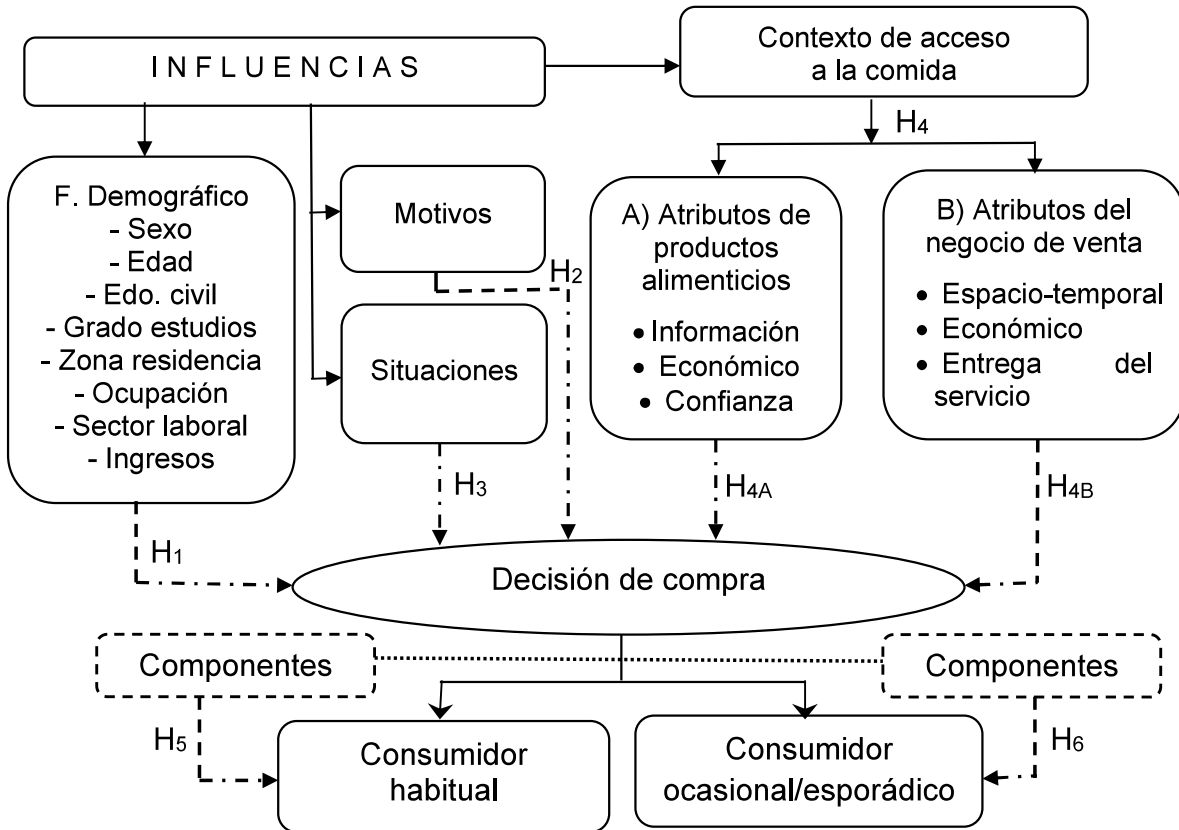 I N F L U E N C I A S
Contexto de acceso
a la comida
H4
F. Demográfico
- Sexo
- Edad
- Edo. civil
- Grado estudios
- Zona residencia
- Ocupación
- Sector laboral
- Ingresos
Motivos
H2
Situaciones
A) Atributos de
productos
alimenticios
• Información
• Económico
• Confianza
B) Atributos del
negocio de venta
• Espacio-temporal
• Económico
• Entrega del
servicio
H1
H3
H4A
H4B
Decisión de compra
Componentes
Componentes
H5
H6
Consumidor
habitual
Consumidor
ocasional/esporádico